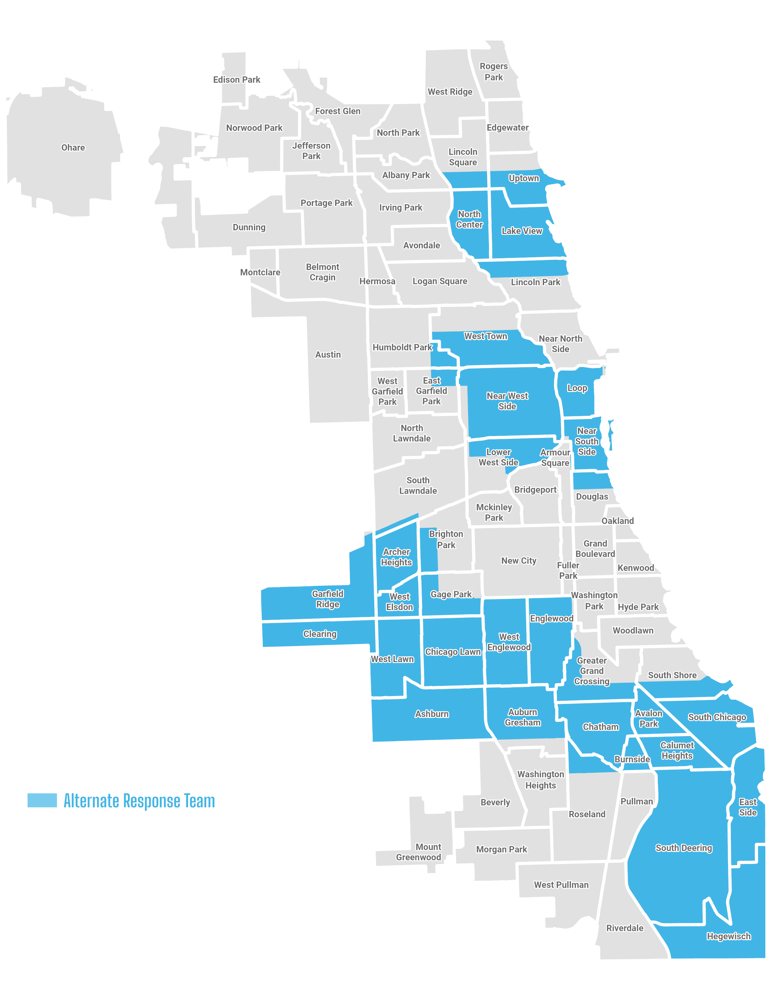 Rogers
Park
Edison Park
West Ridge
Forest Glen
Norwood Park
Edgewater
North Park
Ohare
Jefferson
Park
Lincoln
Square
Albany Park
Uptown
Portage Park
Irving Park
North
Center
Dunning
Lake View
Avondale
Montclare
Belmont
Cragin
Hermosa
Logan Square
Lincoln Park
West Town
Near North
Side
Humboldt Park
Austin
West
Garfield
Park
East
Garfield
Park
Loop
Near West
Side
North
Lawndale
Near
South
Side
Lower
West Side
Armour
Square
South
Lawndale
Bridgeport
Douglas
Mckinley
Park
Oakland
Brighton
Park
Archer
Heights
Grand
Boulevard
New City
Fuller
Park
Kenwood
Garfield
Ridge
West
Elsdon
Gage Park
Washington
Park
Hyde Park
Englewood
Clearing
West
Englewood
Woodlawn
Chicago Lawn
West Lawn
Greater
Grand
Crossing
South Shore
Ashburn
Auburn
Gresham
Avalon
Park
South Chicago
Chatham
Calumet
Heights
Burnside
Washington
Heights
Alternate Response Team
Beverly
Pullman
East
Side
Roseland
Mount
Greenwood
Morgan Park
South Deering
West Pullman
Riverdale
Hegewisch